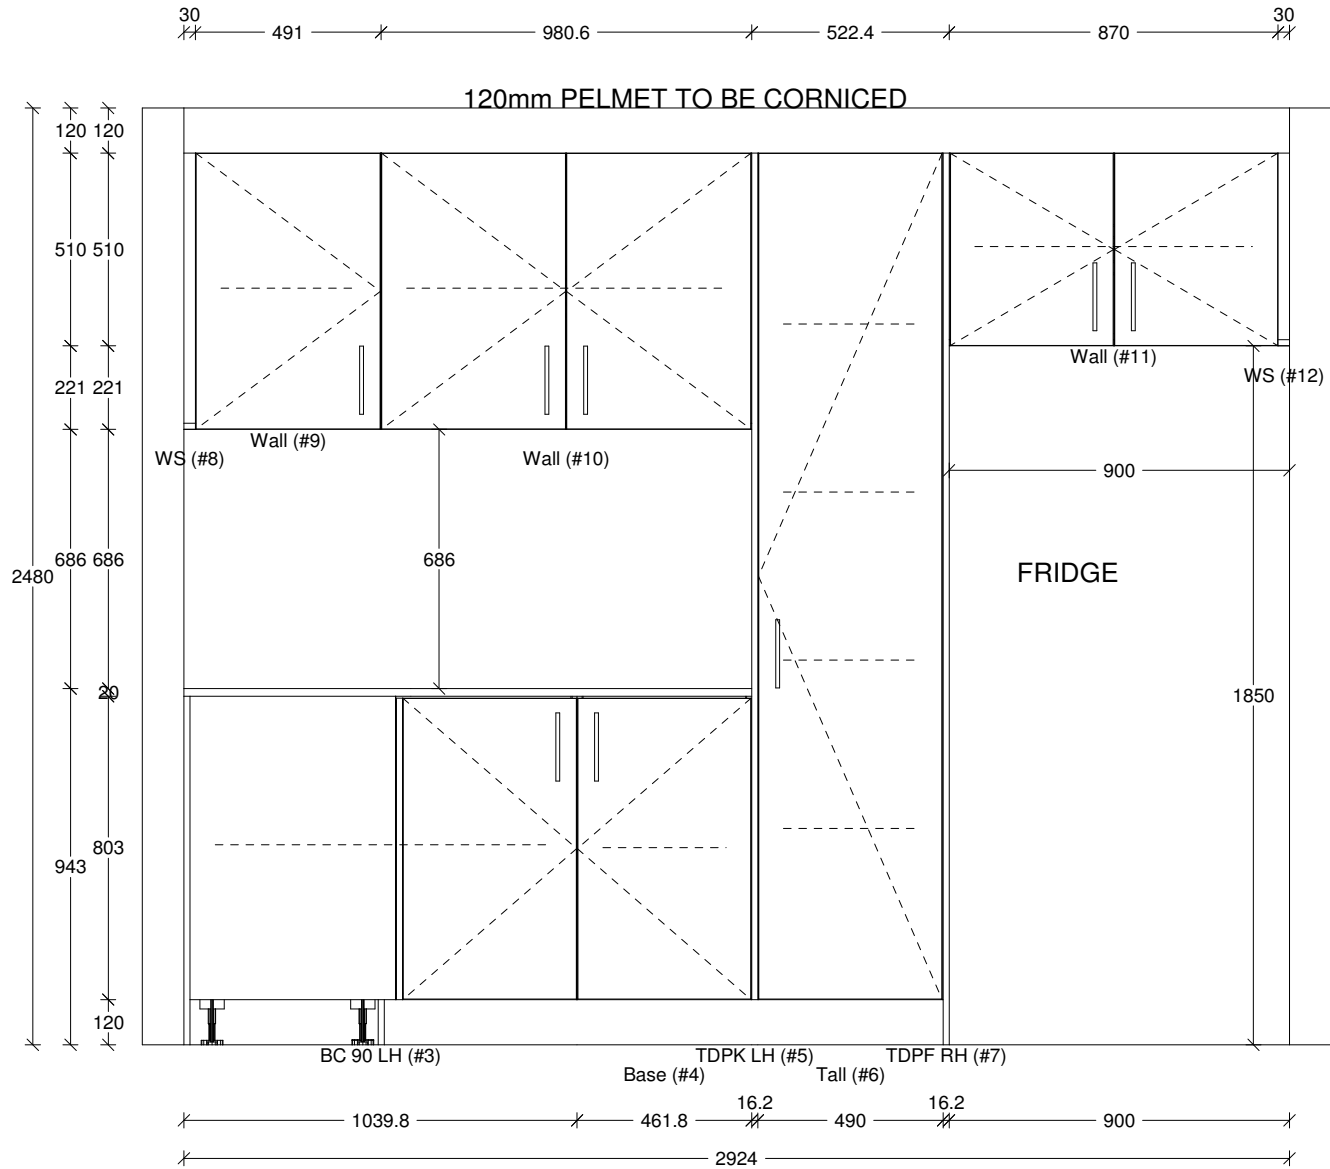 30
30
491
980.6
522.4
870
120mm PELMET TO BE CORNICED
120 120
510 510
221 221
Wall (#11)
WS (#12)
Wall (#9)
WS (#8)
Wall (#10)
900
686 686
686
FRIDGE
2480
20
1850
803
943
120
BC 90 LH (#3)
TDPK LH (#5)
TDPF RH (#7)
Base (#4)
Tall (#6)
16.2
16.2
1039.8
461.8
490
900
2924